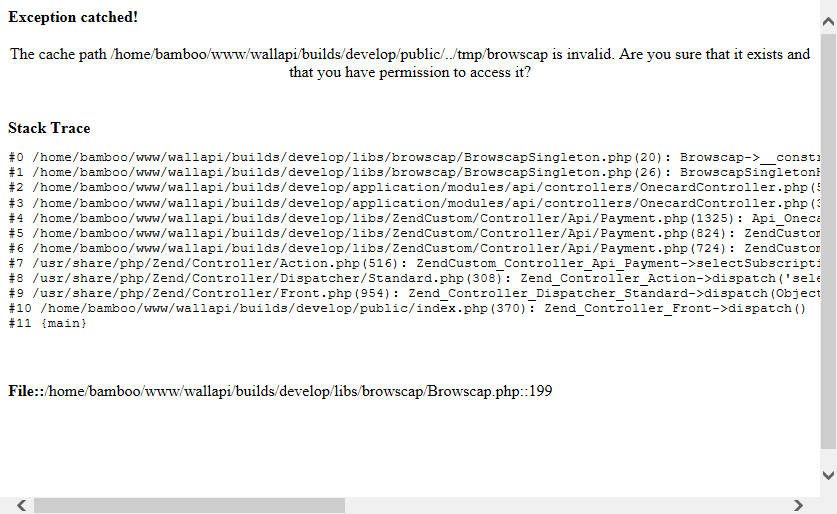 Exception catched!
The cache path /home/bamboo/www/wallapi/builds/develop/public/../tmp/browscap is invalid. Are you sure that it exists and
that you have permission to access it?
Stack Trace
#0 /home/bamboo/www/wallapi/builds/develop/libs/browscap/BrowscapSingleton.php(20): Browscap->__constr
#1 /home/bamboo/www/wallapi/builds/develop/libs/browscap/BrowscapSingleton.php(26): BrowscapSingleton
#2 /home/bamboo/www/wallapi/builds/develop/application/modules/api/controllers/OnecardController.php(5
#3 /home/bamboo/www/wallapi/builds/develop/application/modules/api/controllers/OnecardController.php(3
#4 /home/bamboo/www/wallapi/builds/develop/libs/ZendCustom/Controller/Api/Payment.php(1325): Api_Oneca
#5 /home/bamboo/www/wallapi/builds/develop/libs/ZendCustom/Controller/Api/Payment.php(824): ZendCustom
#6 /home/bamboo/www/wallapi/builds/develop/libs/ZendCustom/Controller/Api/Payment.php(724): ZendCustom
#7 /usr/share/php/Zend/Controller/Action.php(516): ZendCustom_Controller_Api_Payment->selectSubscripti
#8 /usr/share/php/Zend/Controller/Dispatcher/Standard.php(308): Zend_Controller_Action->dispatch('sele
#9 /usr/share/php/Zend/Controller/Front.php(954): Zend_Controller_Dispatcher_Standard->dispatch(Object
#10 /home/bamboo/www/wallapi/builds/develop/public/index.php(370): Zend_Controller_Front->dispatch()
#11 {main}
File::/home/bamboo/www/wallapi/builds/develop/libs/browscap/Browscap.php::199